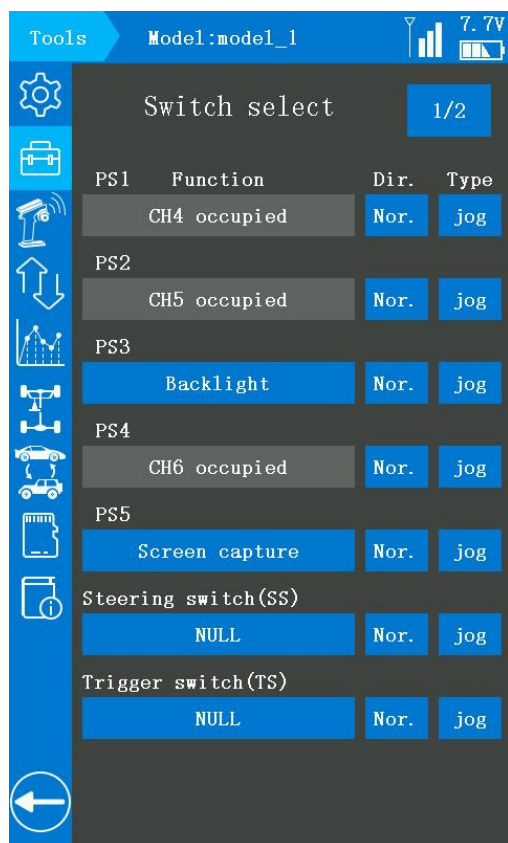 Tools Model:model_1 7.7V
Switch select 1/2
PS1 Function Dir. Type
CH4 occupied Nor. jog
PS2
CH5 occupied Nor. jog
PS3
Backlight Nor. jog
PS4
CH6 occupied Nor. jog
PS5
Screen capture Nor. jog
Steering switch(SS)
NULL Nor. jog
Trigger switch(TS)
NULL Nor. jog